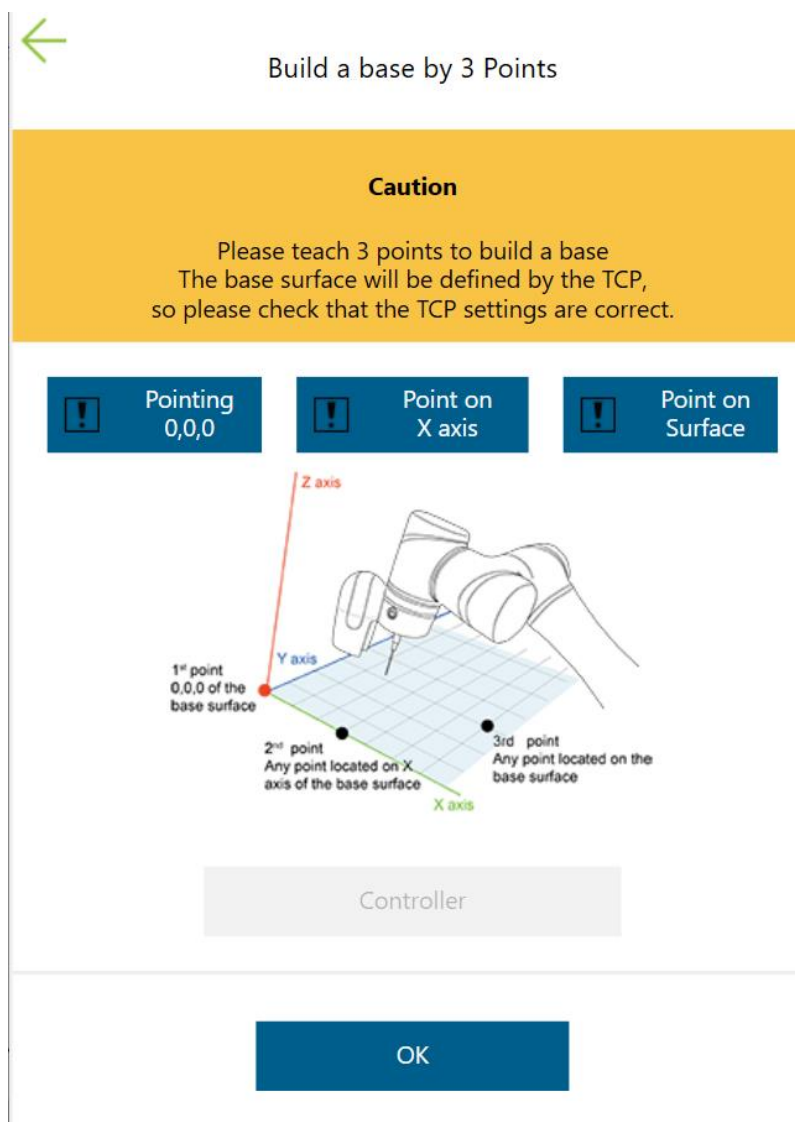 Build a base by 3 Points
Caution
Please teach 3 points to build a base
The base surface will be defined by the TCP,
so please check that the TCP settings are correct.
Pointing
0,0,0
Point on
X axis
Point on
Surface
Z axis
Y axis
1st point
0,0,0 of the
base surface
2nd point
Any point located on X
axis of the base surface
3rd point
Any point located on the
base surface
X axis
Controller
OK